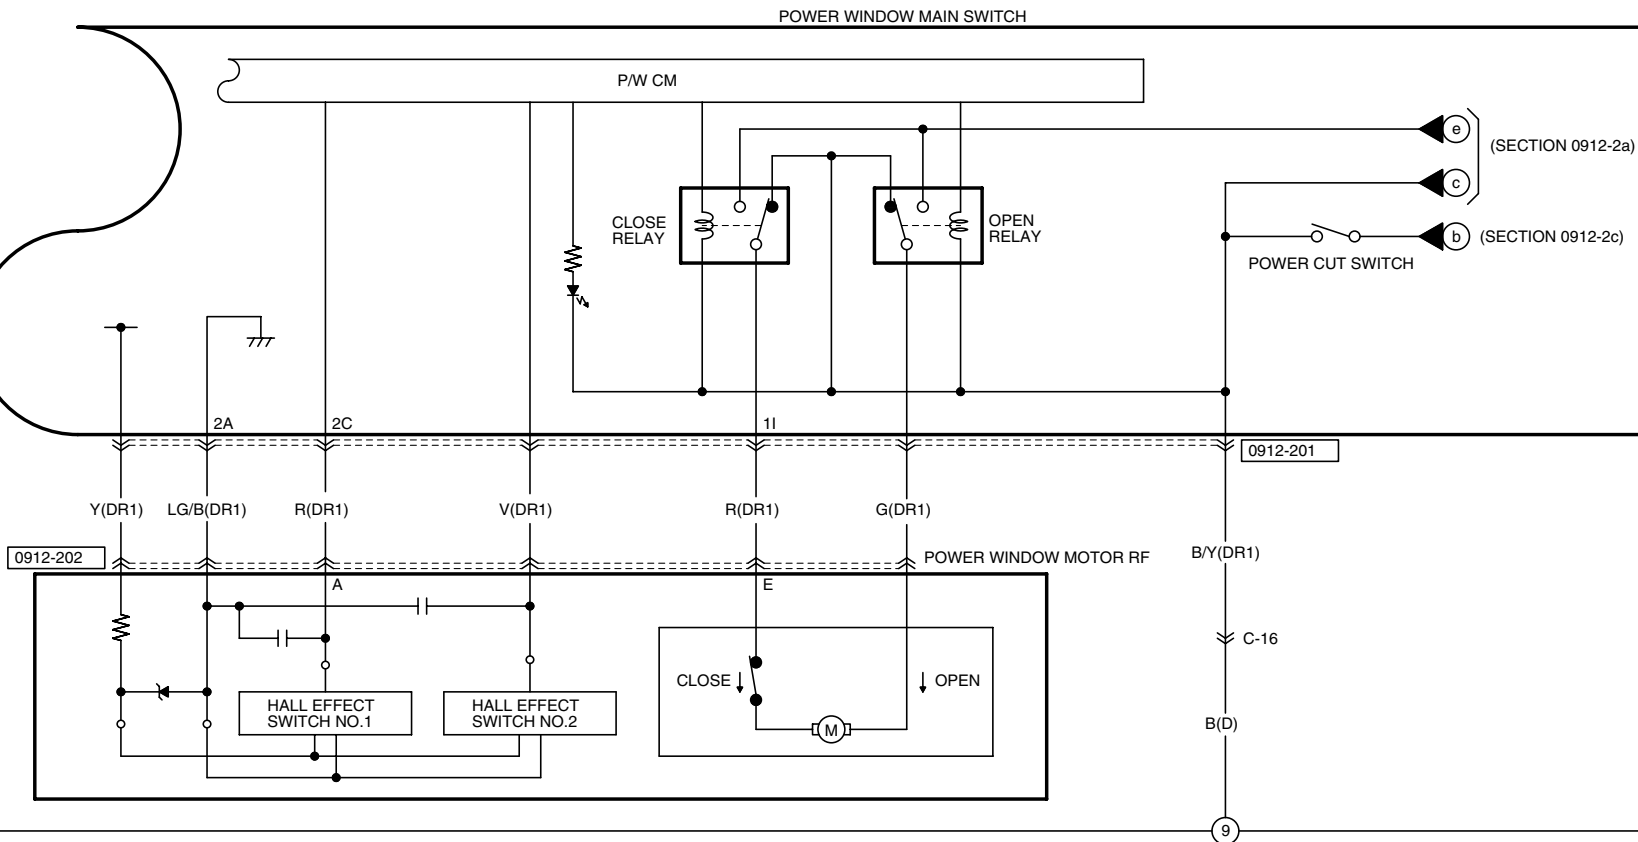 POWER WINDOW MAIN SWITCH
P/W CM
e
(SECTION 0912-2a)
c
CLOSE
RELAY
OPEN
RELAY
b
(SECTION 0912-2c)
POWER CUT SWITCH
2A
2C
1I
0912-201
Y(DR1)
LG/B(DR1)
R(DR1)
V(DR1)
R(DR1)
G(DR1)
B/Y(DR1)
0912-202
POWER WINDOW MOTOR RF
A
E
C-16
CLOSE
OPEN
HALL EFFECT
SWITCH NO.1
HALL EFFECT
SWITCH NO.2
M
B(D)
9